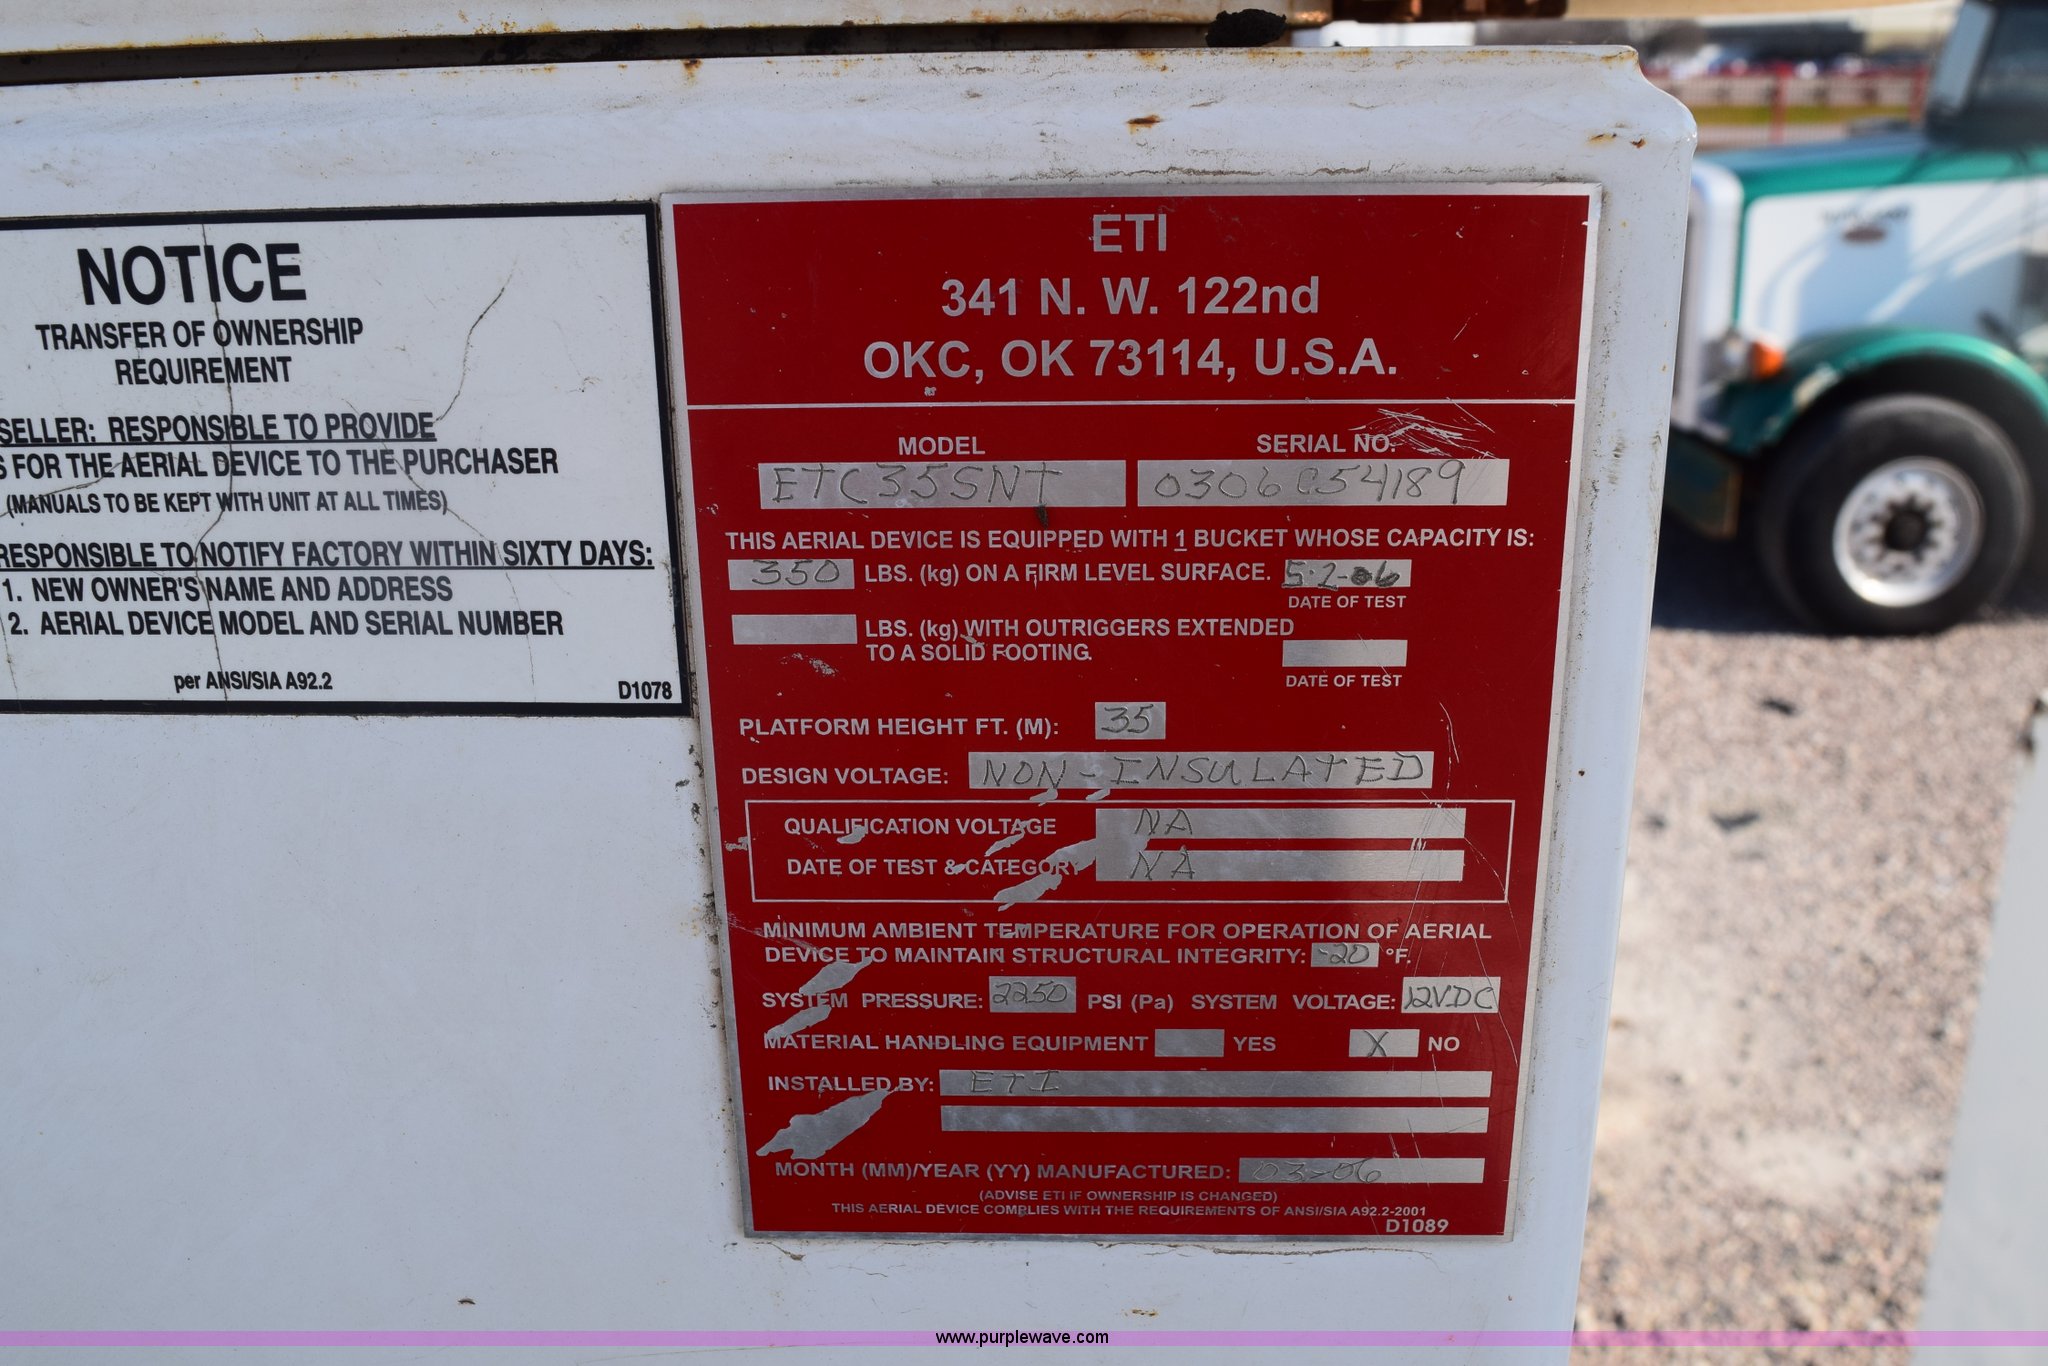 NOTICE
TRANSFER OF OWNERSHIP
REQUIREMENT
SELLER: RESPONSIBLE TO PROVIDE
FOR THE AERIAL DEVICE TO THE PURCHASER
(MANUALS TO BE KEPT WITH UNIT AT ALL TIMES)
RESPONSIBLE TO NOTIFY FACTORY WITHIN SIXTY DAYS:
1. NEW OWNER'S NAME AND ADDRESS
2. AERIAL DEVICE MODEL AND SERIAL NUMBER
per ANSI/SIA A92.2
D1078
ETI
341 N. W. 122nd
OKC, OK 73114, U.S.A.
MODEL SERIAL NO.
ETC35SNT 0306C54189
THIS AERIAL DEVICE IS EQUIPPED WITH 1 BUCKET WHOSE CAPACITY IS:
350 LBS. (kg) ON A FIRM LEVEL SURFACE. 5-2-06
DATE OF TEST
LBS. (kg) WITH OUTRIGGERS EXTENDED
TO A SOLID FOOTING.
DATE OF TEST
PLATFORM HEIGHT FT. (M): 35
DESIGN VOLTAGE: NON-INSULATED
QUALIFICATION VOLTAGE NA
DATE OF TEST & CATEGORY NA
MINIMUM AMBIENT TEMPERATURE FOR OPERATION OF AERIAL
DEVICE TO MAINTAIN STRUCTURAL INTEGRITY: -20 °F.
SYSTEM PRESSURE: 2250 PSI (Pa) SYSTEM VOLTAGE: 12VDC
MATERIAL HANDLING EQUIPMENT YES X NO
INSTALLED BY: ETI
MONTH (MM)/YEAR (YY) MANUFACTURED: 03-06
(ADVISE ETI IF OWNERSHIP IS CHANGED)
THIS AERIAL DEVICE COMPLIES WITH THE REQUIREMENTS OF ANSI/SIA A92.2-2001
D1089
www.purplewave.com